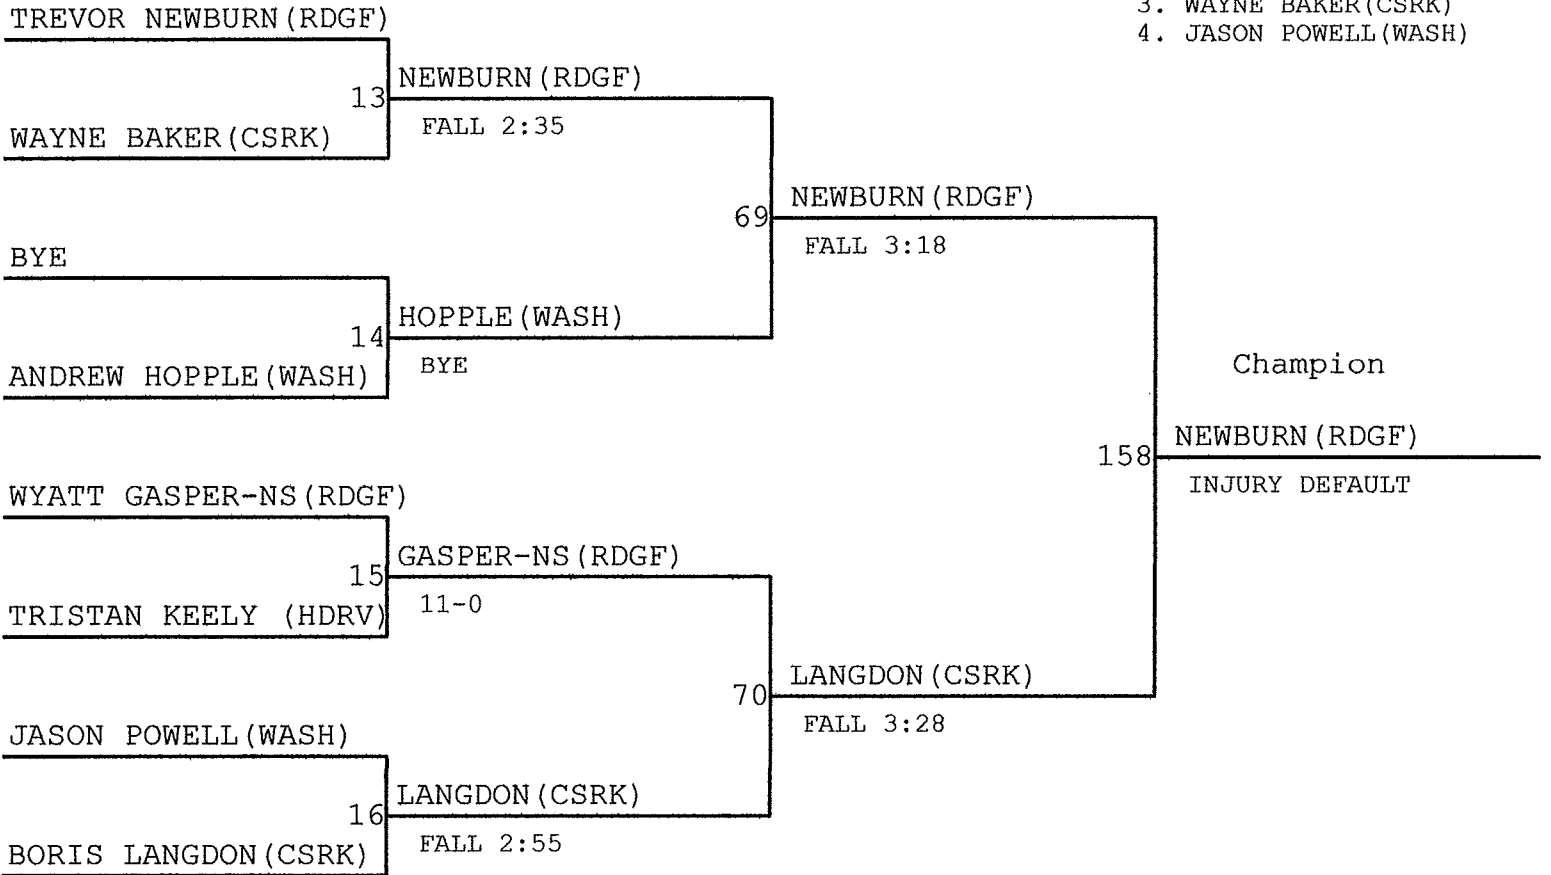 TREVOR NEWBURN(RDGF)
3. WAYNE BAKER(CSRK)
4. JASON POWELL(WASH)
NEWBURN(RDGF)
13
FALL 2:35
WAYNE BAKER(CSRK)
NEWBURN(RDGF)
69
FALL 3:18
BYE
HOPPLE(WASH)
14
BYE
ANDREW HOPPLE(WASH)
Champion
NEWBURN(RDGF)
158
INJURY DEFAULT
WYATT GASPER-NS(RDGF)
GASPER-NS(RDGF)
15
11-0
TRISTAN KEELY (HDRV)
LANGDON(CSRK)
70
FALL 3:28
JASON POWELL(WASH)
LANGDON(CSRK)
16
FALL 2:55
BORIS LANGDON(CSRK)